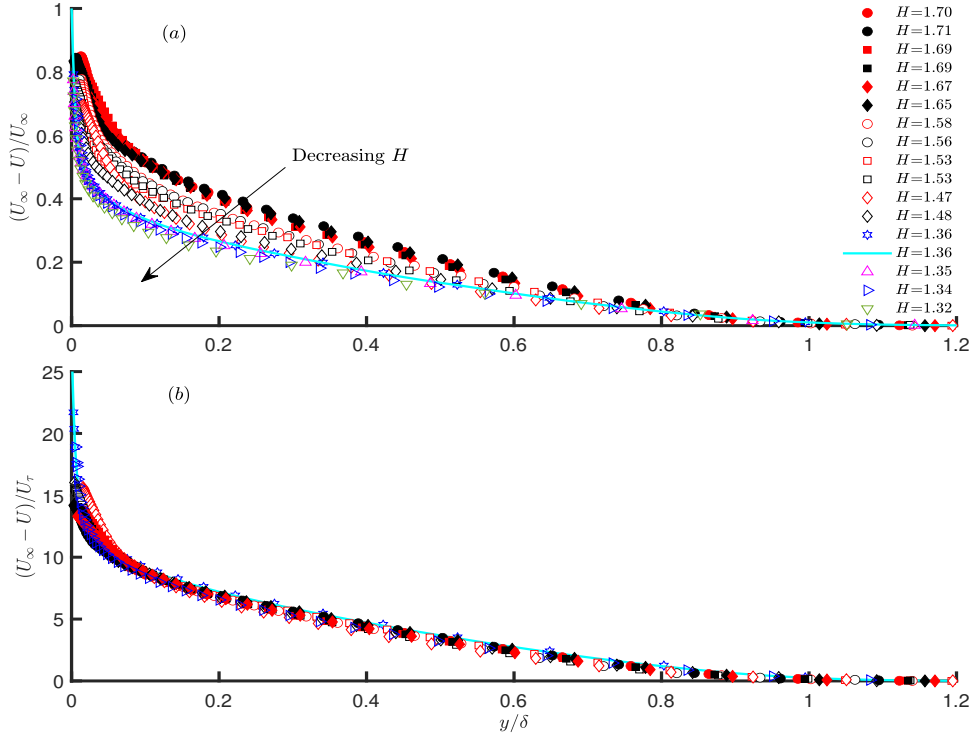 (a)
(U∞ − U)/U∞
1
0.8
0.6
0.4
0.2
0
0
0.2
0.4
0.6
0.8
1
1.2
Decreasing H
H=1.70
H=1.71
H=1.69
H=1.69
H=1.67
H=1.65
H=1.58
H=1.56
H=1.53
H=1.53
H=1.47
H=1.48
H=1.36
H=1.36
H=1.35
H=1.34
H=1.32
(b)
(U∞ − U)/Uτ
25
20
15
10
5
0
0
0.2
0.4
0.6
0.8
1
1.2
y/δ